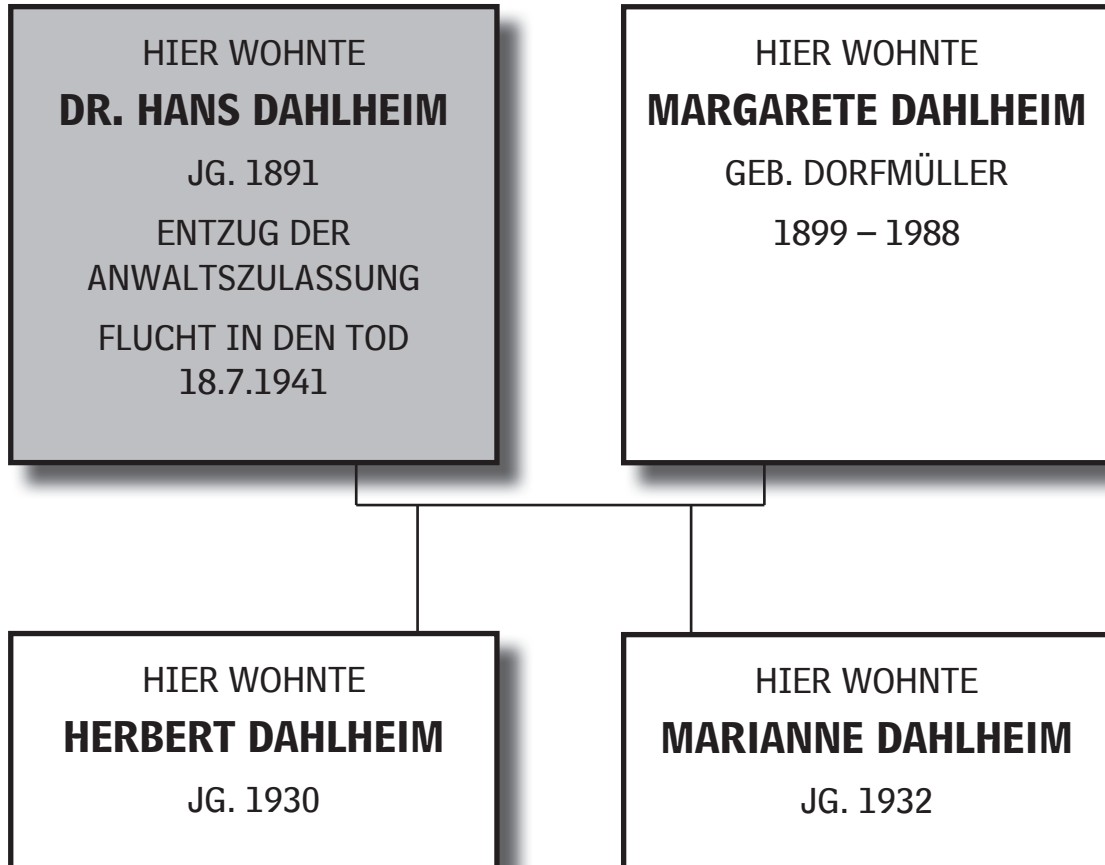 HIER WOHNTE
DR. HANS DAHLHEIM
JG. 1891
ENTZUG DER
ANWALTSZULASSUNG
FLUCHT IN DEN TOD
18.7.1941
HIER WOHNTE
MARGARETE DAHLHEIM
GEB. DORFMÜLLER
1899 – 1988
HIER WOHNTE
HERBERT DAHLHEIM
JG. 1930
HIER WOHNTE
MARIANNE DAHLHEIM
JG. 1932